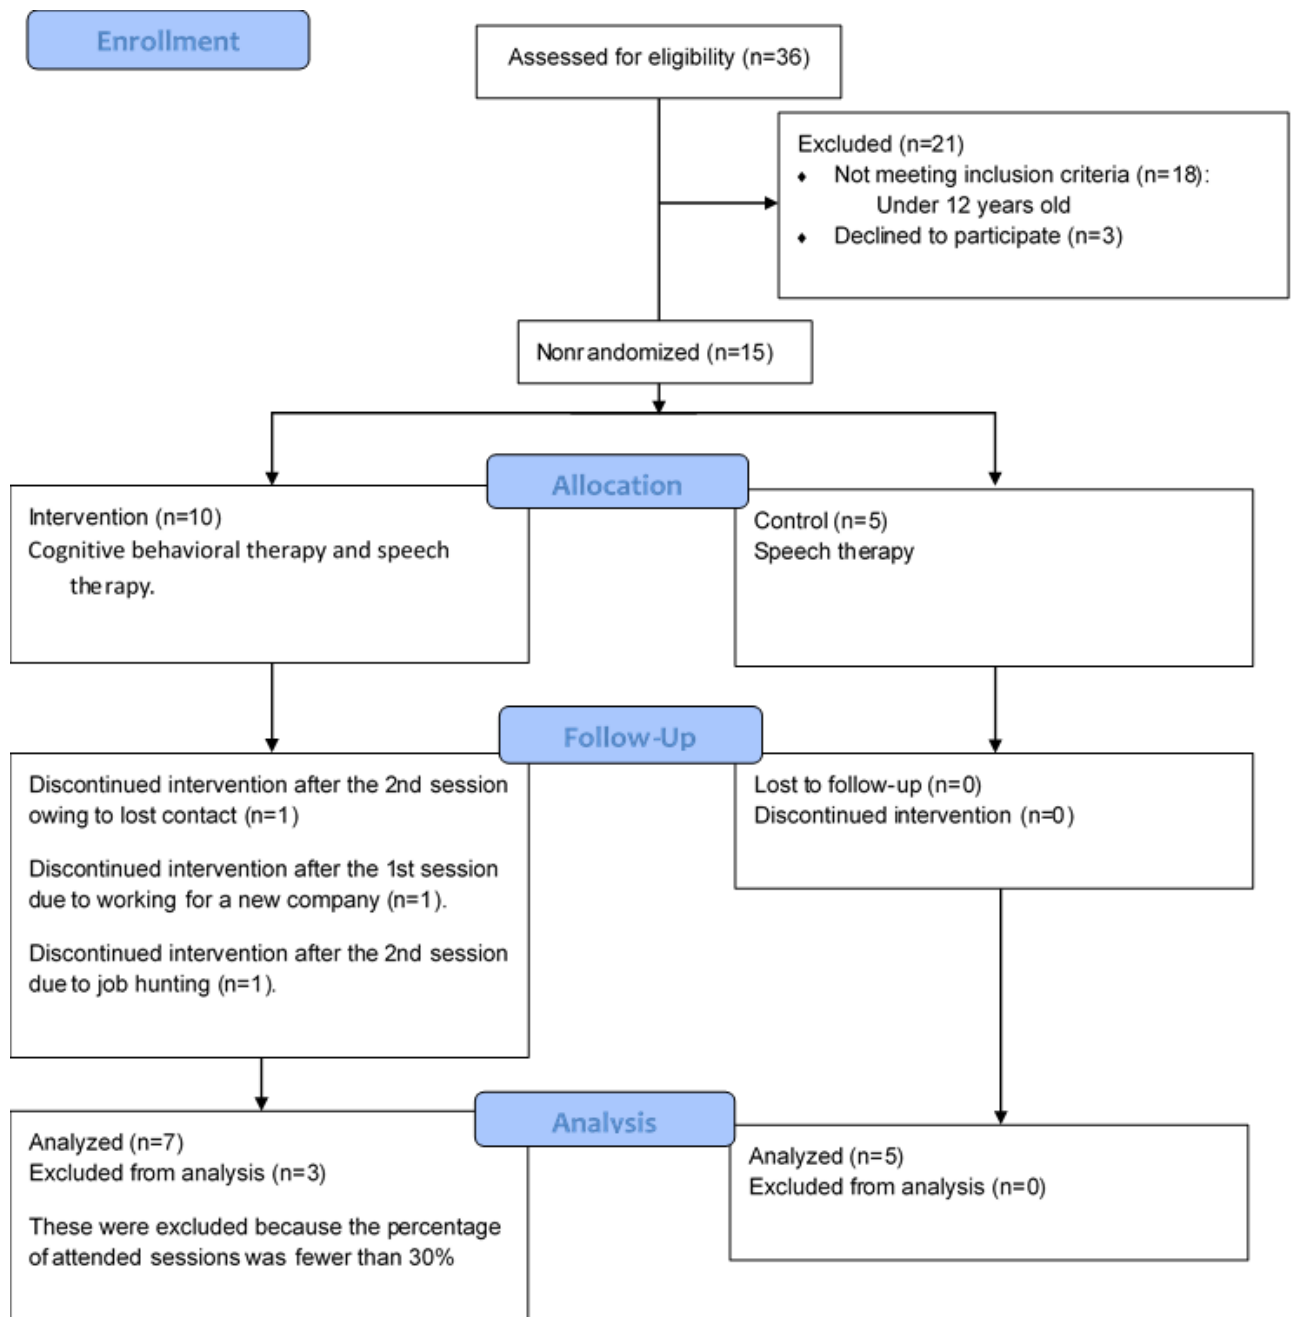 Enrollment
Assessed for eligibility (n=36)
Excluded (n=21)
♦ Not meeting inclusion criteria (n=18):
Under 12 years old
♦ Declined to participate (n=3)
Nonrandomized (n=15)
Allocation
Intervention (n=10)
Cognitive behavioral therapy and speech
therapy.
Control (n=5)
Speech therapy
Follow-Up
Discontinued intervention after the 2nd session
owing to lost contact (n=1)
Discontinued intervention after the 1st session
due to working for a new company (n=1).
Discontinued intervention after the 2nd session
due to job hunting (n=1).
Lost to follow-up (n=0)
Discontinued intervention (n=0)
Analysis
Analyzed (n=7)
Excluded from analysis (n=3)
These were excluded because the percentage
of attended sessions was fewer than 30%
Analyzed (n=5)
Excluded from analysis (n=0)